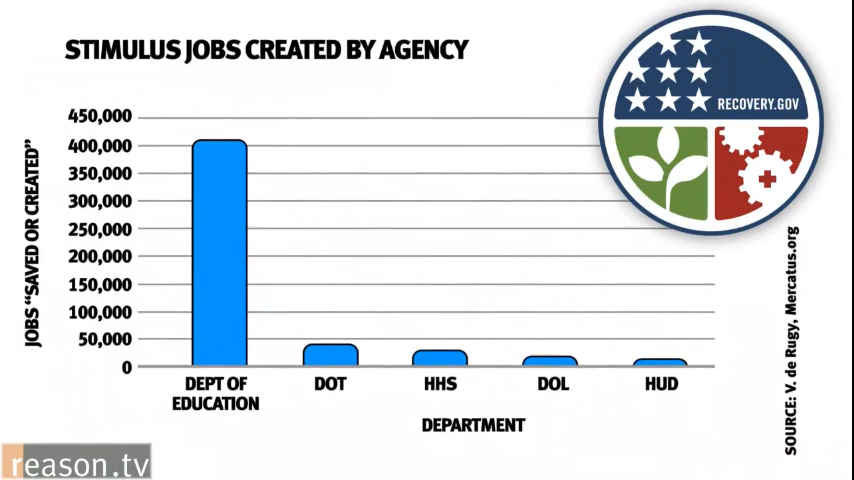 STIMULUS JOBS CREATED BY AGENCY
RECOVERY.GOV
JOBS "SAVED OR CREATED"
450,000
400,000
350,000
300,000
250,000
200,000
150,000
100,000
50,000
0
DEPT OF
EDUCATION
DOT
HHS
DOL
HUD
DEPARTMENT
SOURCE: V. de Rugy, Mercatus.org
reason.tv